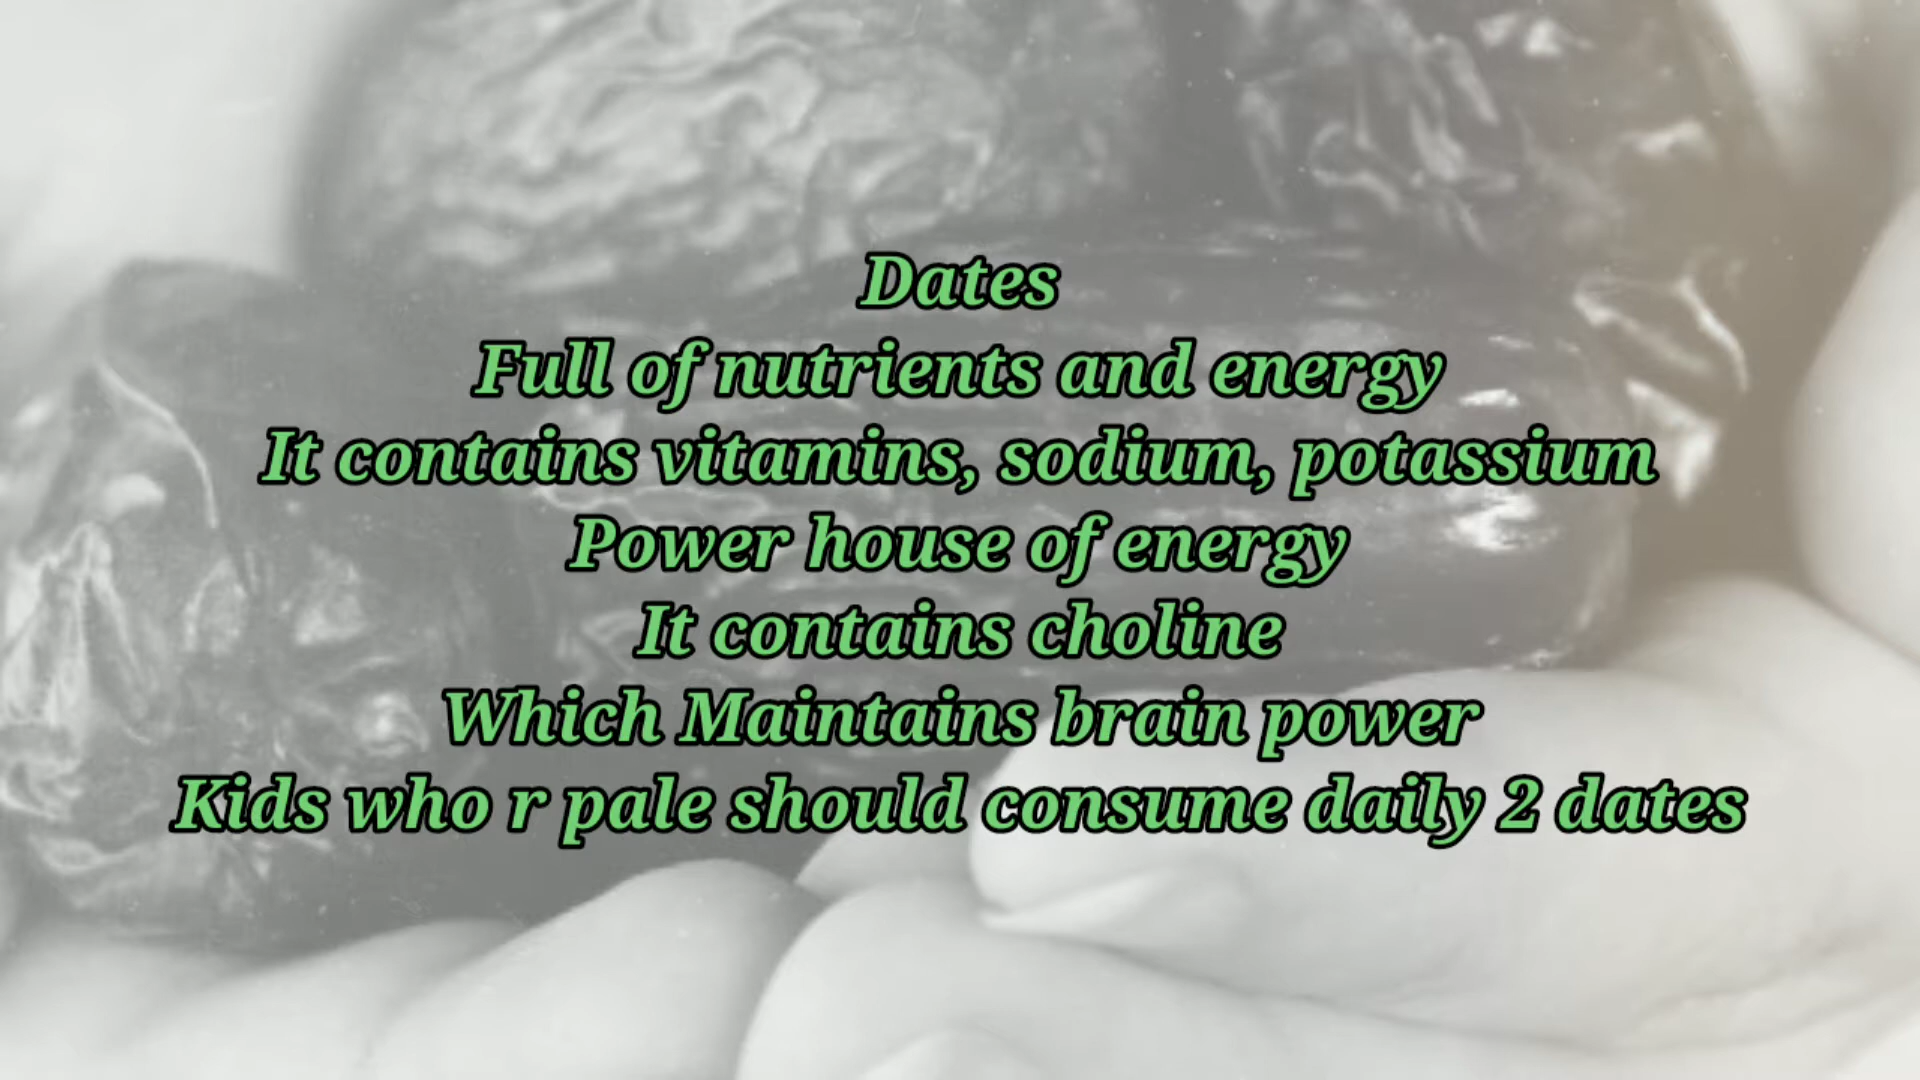 Dates
Full of nutrients and energy
It contains vitamins, sodium, potassium
Power house of energy
It contains choline
Which Maintains brain power
Kids who r pale should consume daily 2 dates